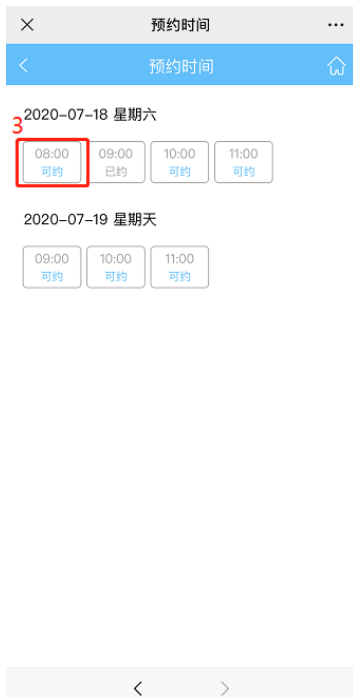 预约时间
预约时间
2020-07-18 星期六
3
08:00 09:00 10:00 11:00
可约 已约 可约 可约
2020-07-19 星期天
09:00 10:00 11:00
可约 可约 可约